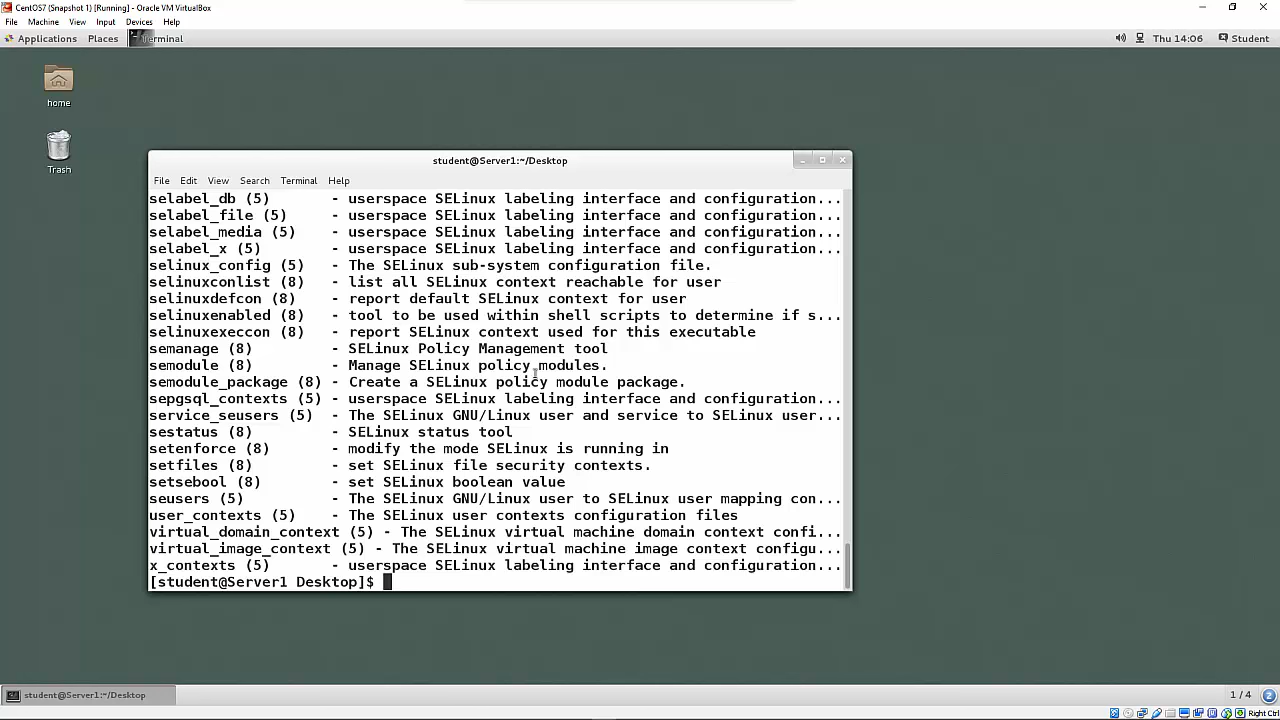 CentOS7 (Snapshot 1) [Running] - Oracle VM VirtualBox
File Machine View Input Devices Help
Applications Places Terminal Thu 14:06 Student
home
Trash
student@Server1:~/Desktop
File Edit View Search Terminal Help
selabel_db (5) - userspace SELinux labeling interface and configuration...
selabel_file (5) - userspace SELinux labeling interface and configuration...
selabel_media (5) - userspace SELinux labeling interface and configuration...
selabel_x (5) - userspace SELinux labeling interface and configuration...
selinux_config (5) - The SELinux sub-system configuration file.
selinuxconlist (8) - list all SELinux context reachable for user
selinuxdefcon (8) - report default SELinux context for user
selinuxenabled (8) - tool to be used within shell scripts to determine if s...
selinuxexeccon (8) - report SELinux context used for this executable
semanage (8) - SELinux Policy Management tool
semodule (8) - Manage SELinux policy modules.
semodule_package (8) - Create a SELinux policy module package.
sepgsql_contexts (5) - userspace SELinux labeling interface and configuration...
service_seusers (5) - The SELinux GNU/Linux user and service to SELinux user...
sestatus (8) - SELinux status tool
setenforce (8) - modify the mode SELinux is running in
setfiles (8) - set SELinux file security contexts.
setsebool (8) - set SELinux boolean value
seusers (5) - The SELinux GNU/Linux user to SELinux user mapping con...
user_contexts (5) - The SELinux user contexts configuration files
virtual_domain_context (5) - The SELinux virtual machine domain context confi...
virtual_image_context (5) - The SELinux virtual machine image context configu...
x_contexts (5) - userspace SELinux labeling interface and configuration...
[student@Server1 Desktop]$
student@Server1:~/Desktop 1 / 4 2
Right Ctrl